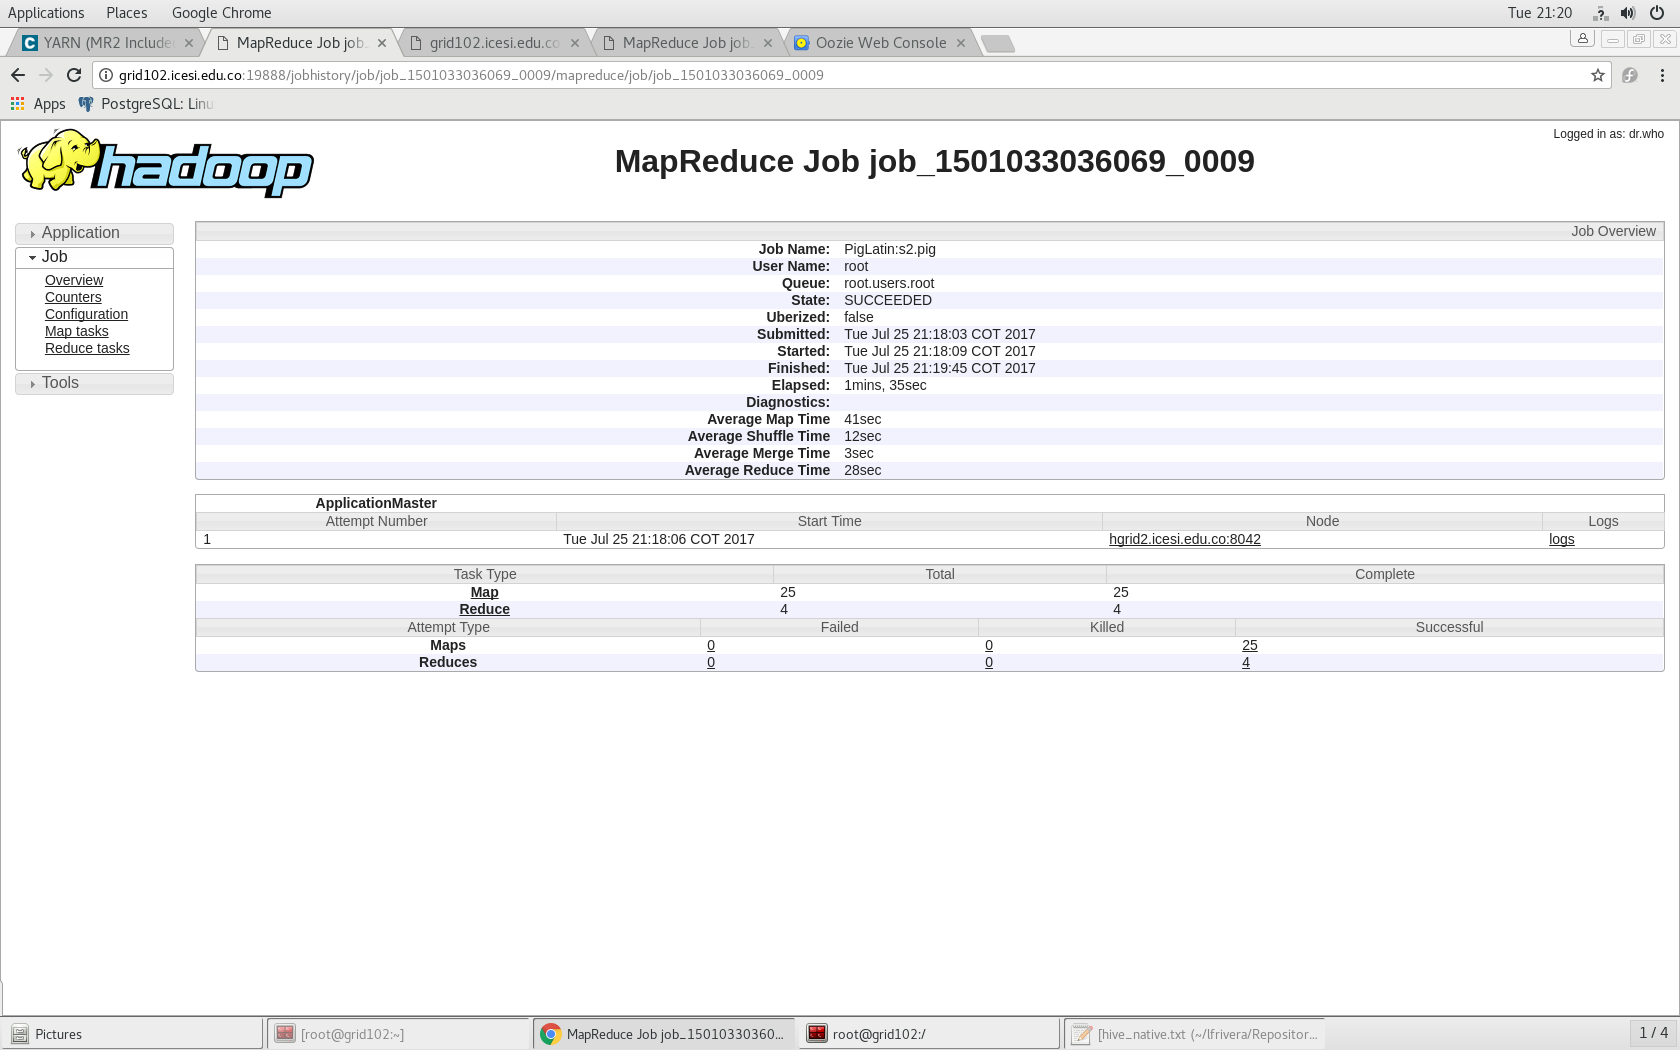 Applications Places Google Chrome Tue 21:20
YARN (MR2 Include MapReduce Job job_ grid102.icesi.edu.co MapReduce Job job_ Oozie Web Console
grid102.icesi.edu.co:19888/jobhistory/job/job_1501033036069_0009/mapreduce/job/job_1501033036069_0009
Apps PostgreSQL: Linu
Logged in as: dr.who
hadoop
MapReduce Job job_1501033036069_0009
Application
Job
Overview
Counters
Configuration
Map tasks
Reduce tasks
Tools
Job Overview
Job Name: PigLatin:s2.pig
User Name: root
Queue: root.users.root
State: SUCCEEDED
Uberized: false
Submitted: Tue Jul 25 21:18:03 COT 2017
Started: Tue Jul 25 21:18:09 COT 2017
Finished: Tue Jul 25 21:19:45 COT 2017
Elapsed: 1mins, 35sec
Diagnostics:
Average Map Time 41sec
Average Shuffle Time 12sec
Average Merge Time 3sec
Average Reduce Time 28sec
ApplicationMaster
Attempt Number Start Time Node Logs
1 Tue Jul 25 21:18:06 COT 2017 hgrid2.icesi.edu.co:8042 logs
Task Type Total Complete
Map 25 25
Reduce 4 4
Attempt Type Failed Killed Successful
Maps 0 0 25
Reduces 0 0 4
Pictures [root@grid102:~] MapReduce Job job_15010330360... root@grid102:/ [hive_native.txt (~/lfrivera/Repositor... 1 / 4